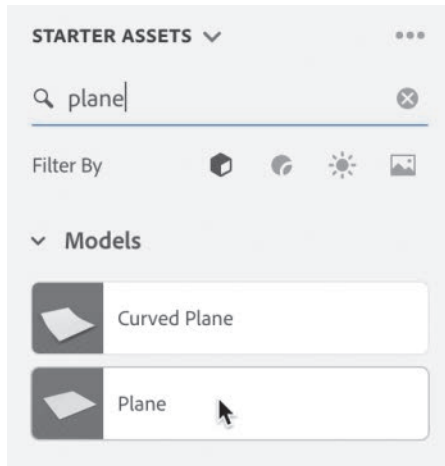 STARTER ASSETS
plane
Filter By
Models
Curved Plane
Plane